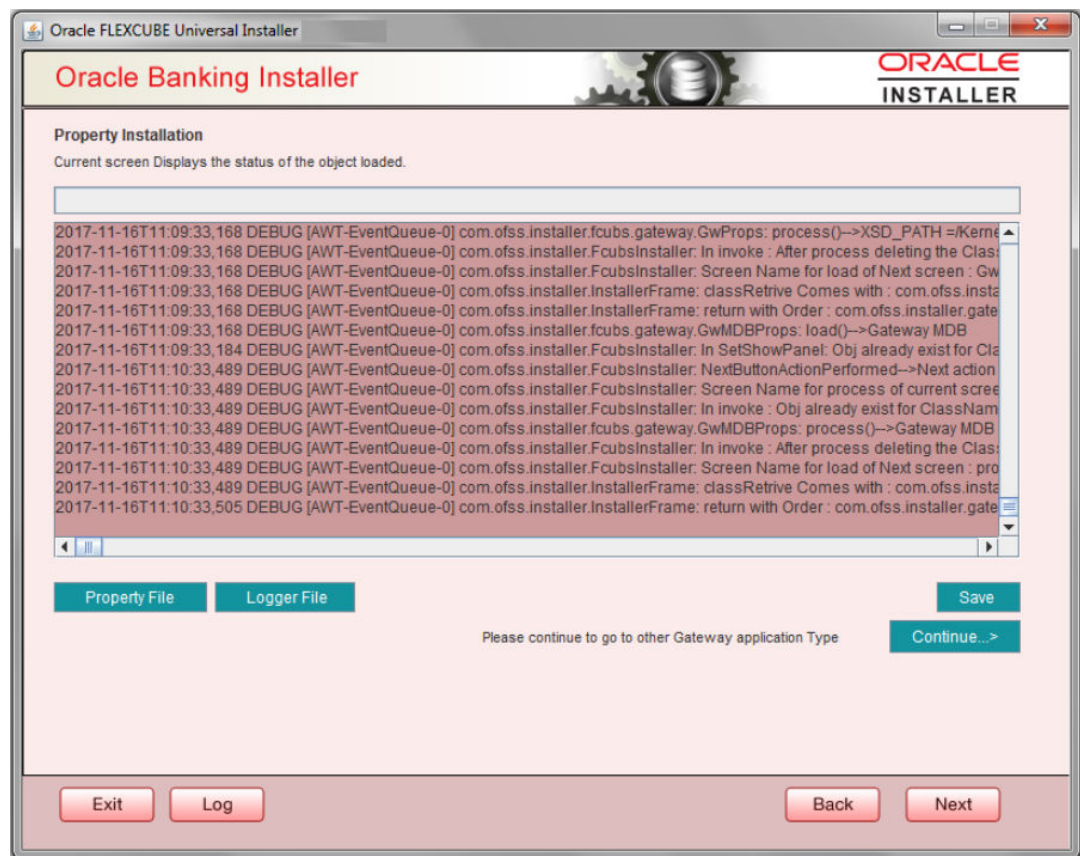 Oracle FLEXCUBE Universal Installer
Oracle Banking Installer
ORACLE
INSTALLER
Property Installation
Current screen Displays the status of the object loaded.
2017-11-16T11:09:33,168 DEBUG [AWT-EventQueue-0] com.ofss.installer.fcubs.gateway.GwProps: process()-->XSD_PATH =/Kerne
2017-11-16T11:09:33,168 DEBUG [AWT-EventQueue-0] com.ofss.installer.FcubsInstaller: In invoke : After process deleting the Clas
2017-11-16T11:09:33,168 DEBUG [AWT-EventQueue-0] com.ofss.installer.FcubsInstaller: Screen Name for load of Next screen : Gw
2017-11-16T11:09:33,168 DEBUG [AWT-EventQueue-0] com.ofss.installer.InstallerFrame: classRetrive Comes with : com.ofss.insta
2017-11-16T11:09:33,168 DEBUG [AWT-EventQueue-0] com.ofss.installer.InstallerFrame: return with Order : com.ofss.installer.gate
2017-11-16T11:09:33,168 DEBUG [AWT-EventQueue-0] com.ofss.installer.fcubs.gateway.GwMDBProps: load()-->Gateway MDB
2017-11-16T11:09:33,184 DEBUG [AWT-EventQueue-0] com.ofss.installer.FcubsInstaller: In SetShowPanel: Obj already exist for Cla
2017-11-16T11:10:33,489 DEBUG [AWT-EventQueue-0] com.ofss.installer.FcubsInstaller: NextButtonActionPerformed-->Next action
2017-11-16T11:10:33,489 DEBUG [AWT-EventQueue-0] com.ofss.installer.FcubsInstaller: Screen Name for process of current scree
2017-11-16T11:10:33,489 DEBUG [AWT-EventQueue-0] com.ofss.installer.FcubsInstaller: In invoke : Obj already exist for ClassNam
2017-11-16T11:10:33,489 DEBUG [AWT-EventQueue-0] com.ofss.installer.fcubs.gateway.GwMDBProps: process()-->Gateway MDB
2017-11-16T11:10:33,489 DEBUG [AWT-EventQueue-0] com.ofss.installer.FcubsInstaller: In invoke : After process deleting the Clas
2017-11-16T11:10:33,489 DEBUG [AWT-EventQueue-0] com.ofss.installer.FcubsInstaller: Screen Name for load of Next screen : pro
2017-11-16T11:10:33,489 DEBUG [AWT-EventQueue-0] com.ofss.installer.InstallerFrame: classRetrive Comes with : com.ofss.insta
2017-11-16T11:10:33,505 DEBUG [AWT-EventQueue-0] com.ofss.installer.InstallerFrame: return with Order : com.ofss.installer.gate
Property File Logger File Save
Please continue to go to other Gateway application Type Continue...>
Exit Log Back Next